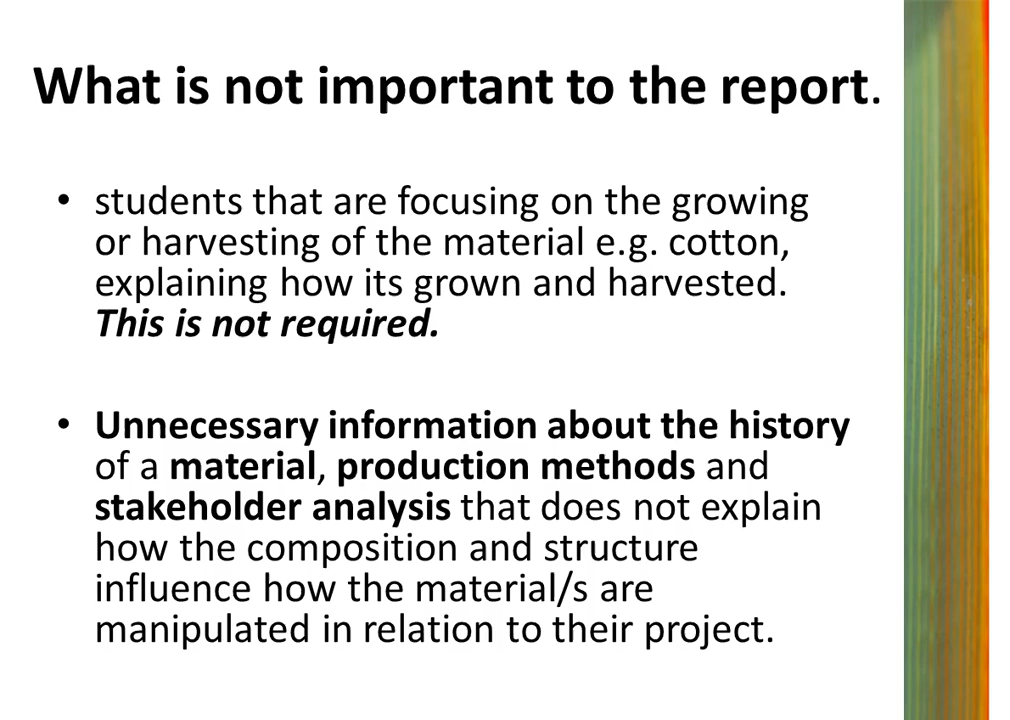 What is not important to the report.
• students that are focusing on the growing
or harvesting of the material e.g. cotton,
explaining how its grown and harvested.
This is not required.
• Unnecessary information about the history
of a material, production methods and
stakeholder analysis that does not explain
how the composition and structure
influence how the material/s are
manipulated in relation to their project.